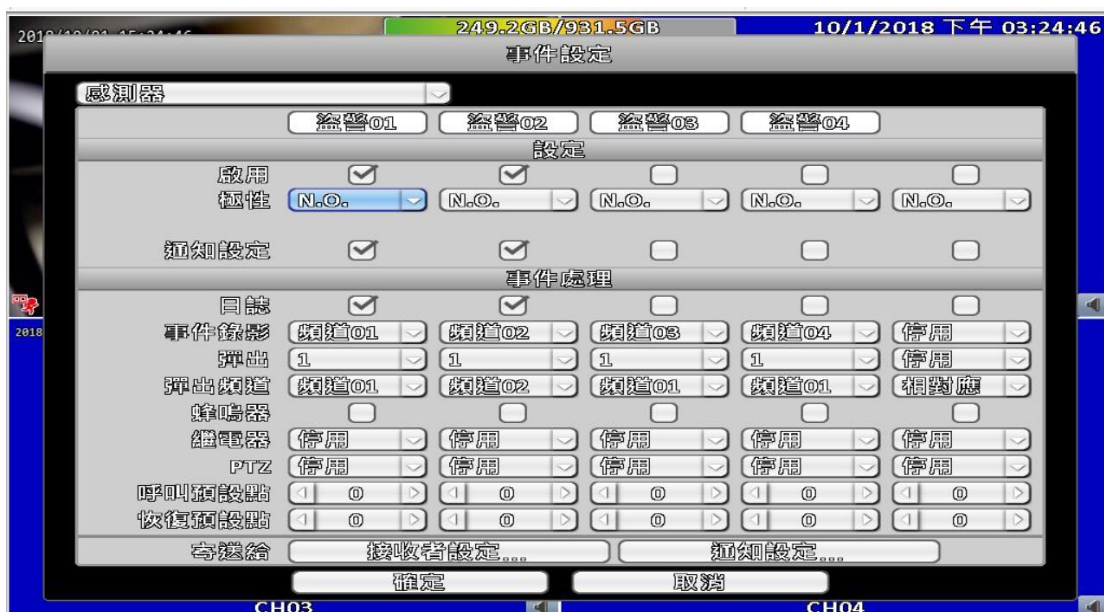 249.2GB/931.5GB
10/1/2018 下午 03:24:46
事件設定
感測器
盜警01 盜警02 盜警03 盜警04
設定
啟用
極性 N.O. N.O. N.O. N.O. N.O.
通知設定
事件處理
日誌
事件錄影 頻道01 頻道02 頻道03 頻道04 停用
彈出 1 1 1 1 停用
彈出頻道 頻道01 頻道02 頻道01 頻道01 相對應
蜂鳴器
繼電器 停用 停用 停用 停用 停用
PTZ 停用 停用 停用 停用 停用
呼叫預設點 0 0 0 0 0
恢復預設點 0 0 0 0 0
寄送給 接收者設定... 通知設定...
確定 取消
2018
CH03 CH04